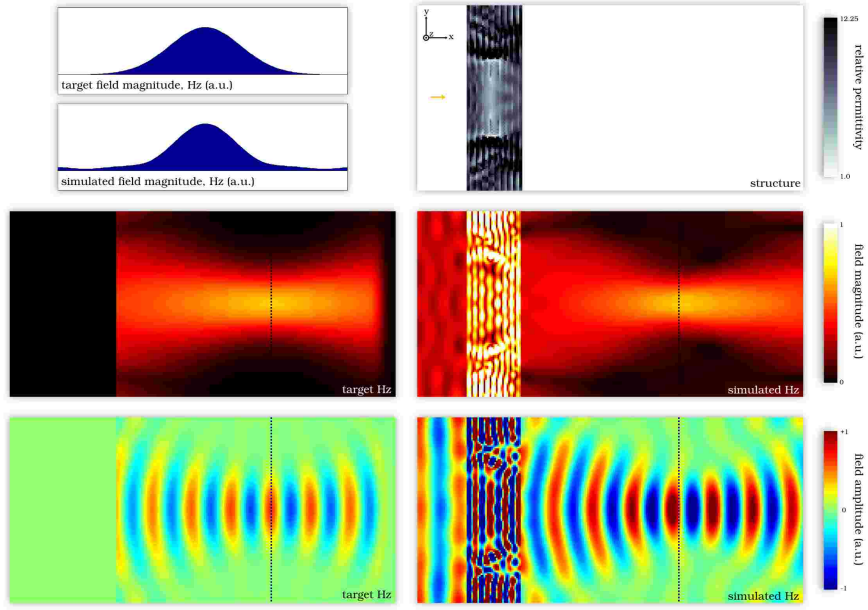 target field magnitude, Hz (a.u.)
simulated field magnitude, Hz (a.u.)
y
z
x
structure
12.25
relative permittivity
1.0
target Hz
simulated Hz
1
field magnitude (a.u.)
0
target Hz
simulated Hz
+1
field amplitude (a.u.)
-1